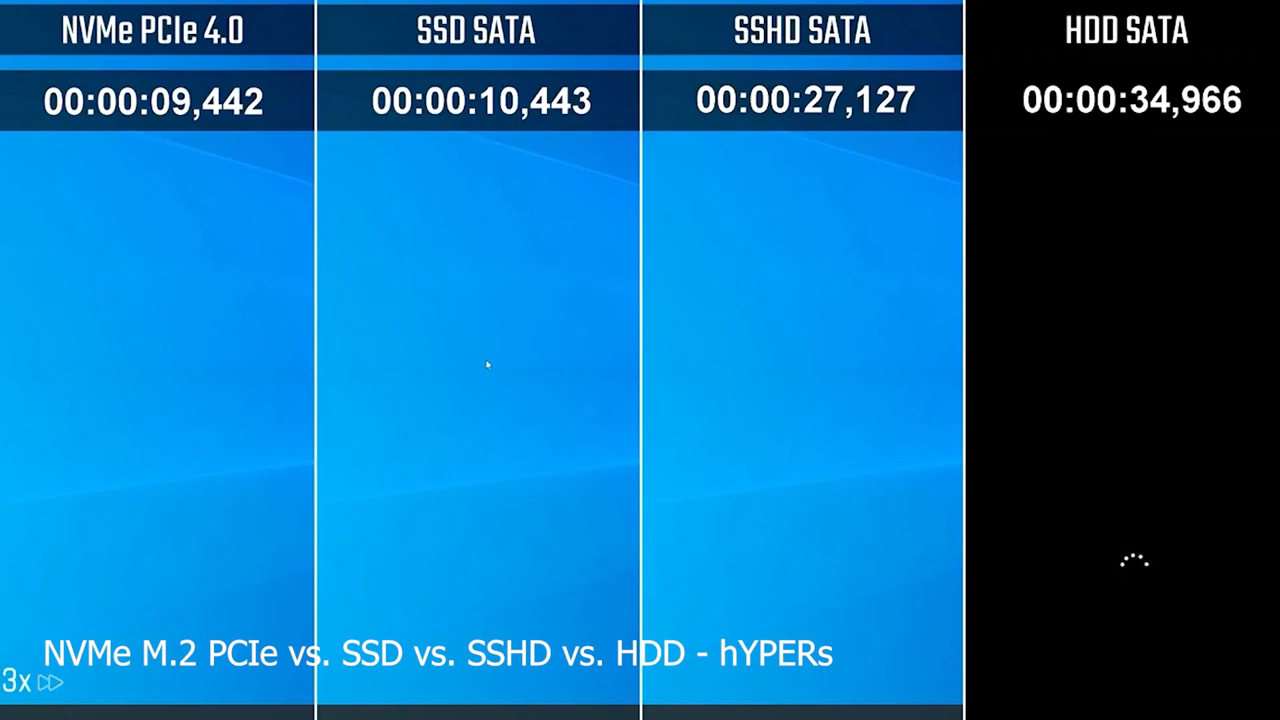 NVMe PCIe 4.0
SSD SATA
SSHD SATA
HDD SATA
00:00:09,442
00:00:10,443
00:00:27,127
00:00:34,966
NVMe M.2 PCIe vs. SSD vs. SSHD vs. HDD - hYPERs
3x